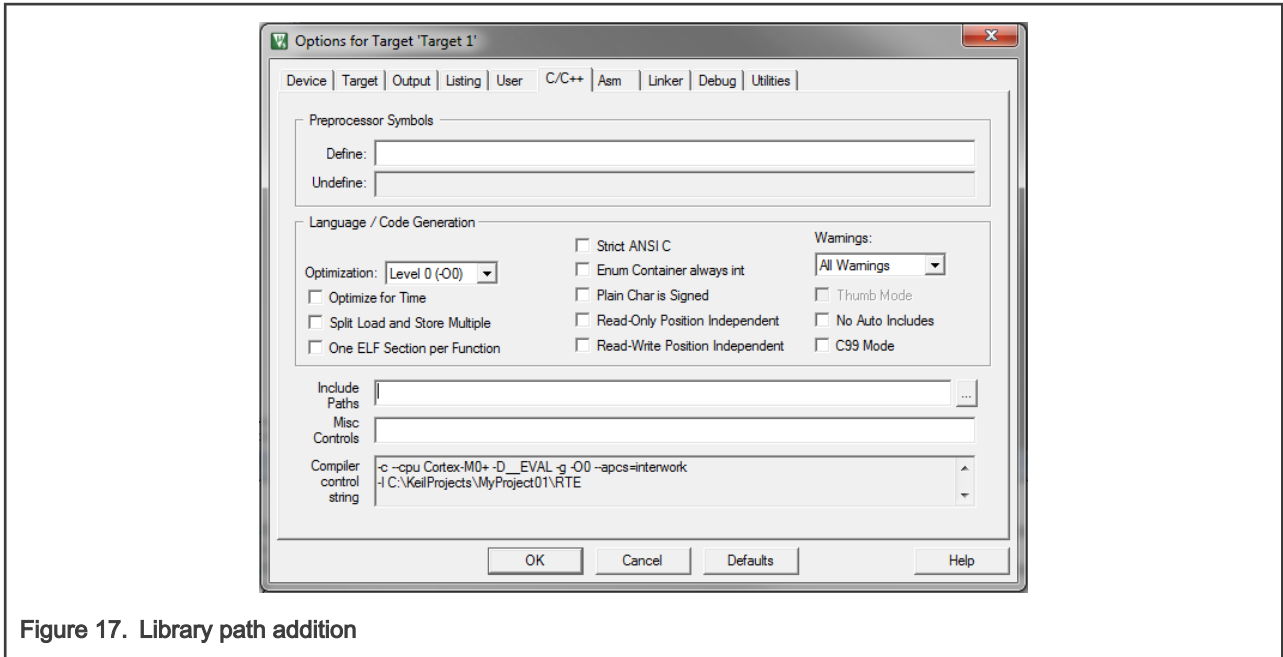 Options for Target 'Target 1'
Device Target Output Listing User C/C++ Asm Linker Debug Utilities
Preprocessor Symbols
Define:
Undefine:
Language / Code Generation
Strict ANSI C
Warnings:
Optimization: Level 0 (-O0)
Enum Container always int
All Warnings
Optimize for Time
Plain Char is Signed
Thumb Mode
Split Load and Store Multiple
Read-Only Position Independent
No Auto Includes
One ELF Section per Function
Read-Write Position Independent
C99 Mode
Include
Paths
...
Misc
Controls
Compiler
control
string
-c --cpu Cortex-M0+ -D__EVAL -g -O0 --apcs=interwork
-I C:\KeilProjects\MyProject01\RTE
OK Cancel Defaults Help
Figure 17. Library path addition